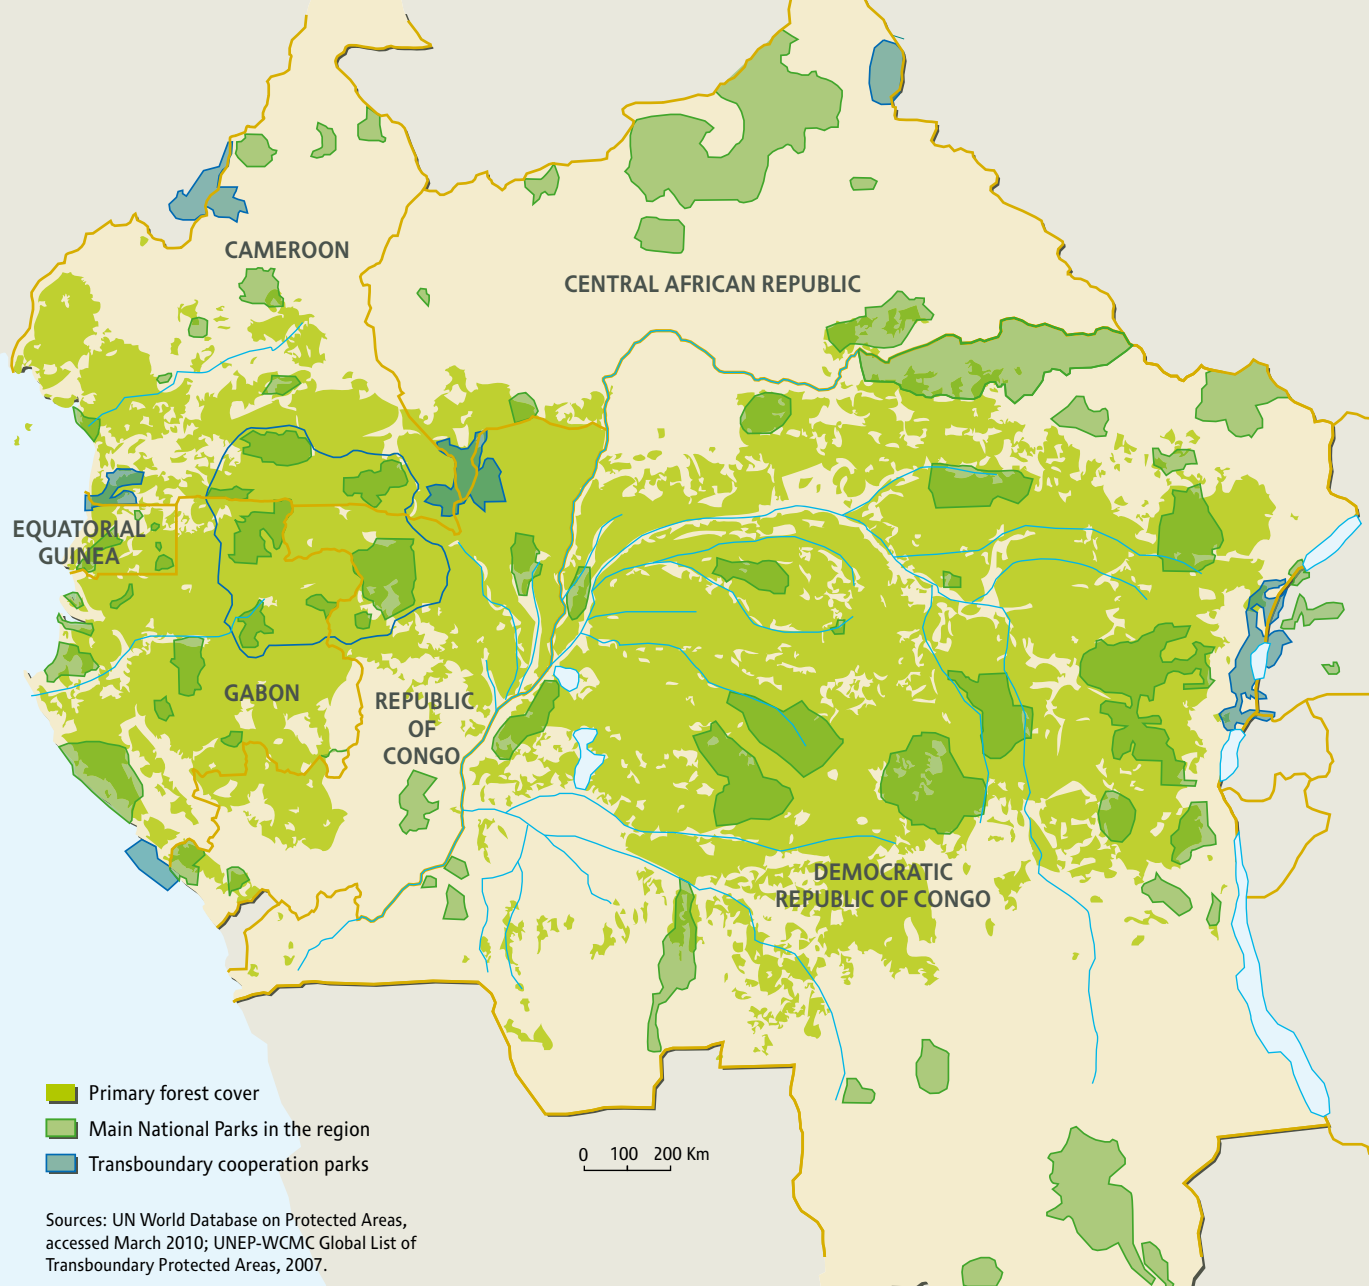 CAMEROON
CENTRAL AFRICAN REPUBLIC
EQUATORIAL
GUINEA
GABON
REPUBLIC
OF
CONGO
DEMOCRATIC
REPUBLIC OF CONGO
Primary forest cover
Main National Parks in the region
Transboundary cooperation parks
0 100 200 Km
Sources: UN World Database on Protected Areas,
accessed March 2010; UNEP-WCMC Global List of
Transboundary Protected Areas, 2007.